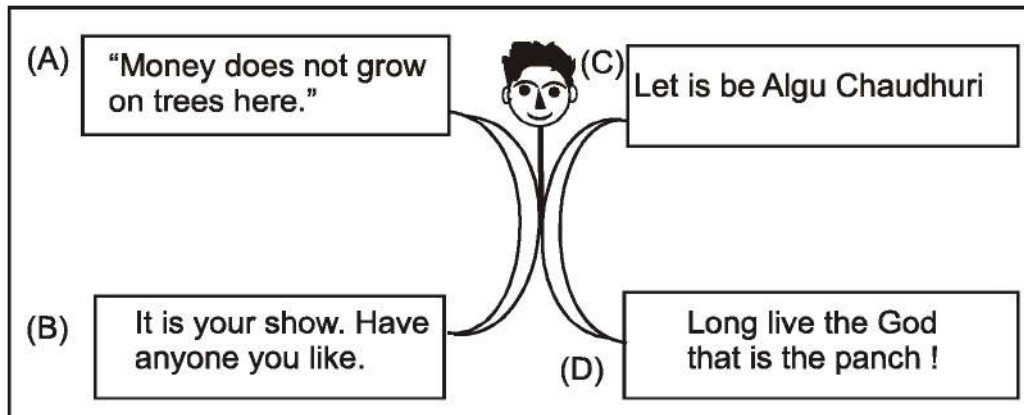 (A)
“Money does not grow
on trees here.”
(C)
Let is be Algu Chaudhuri
(B)
It is your show. Have
anyone you like.
(D)
Long live the God
that is the panch !